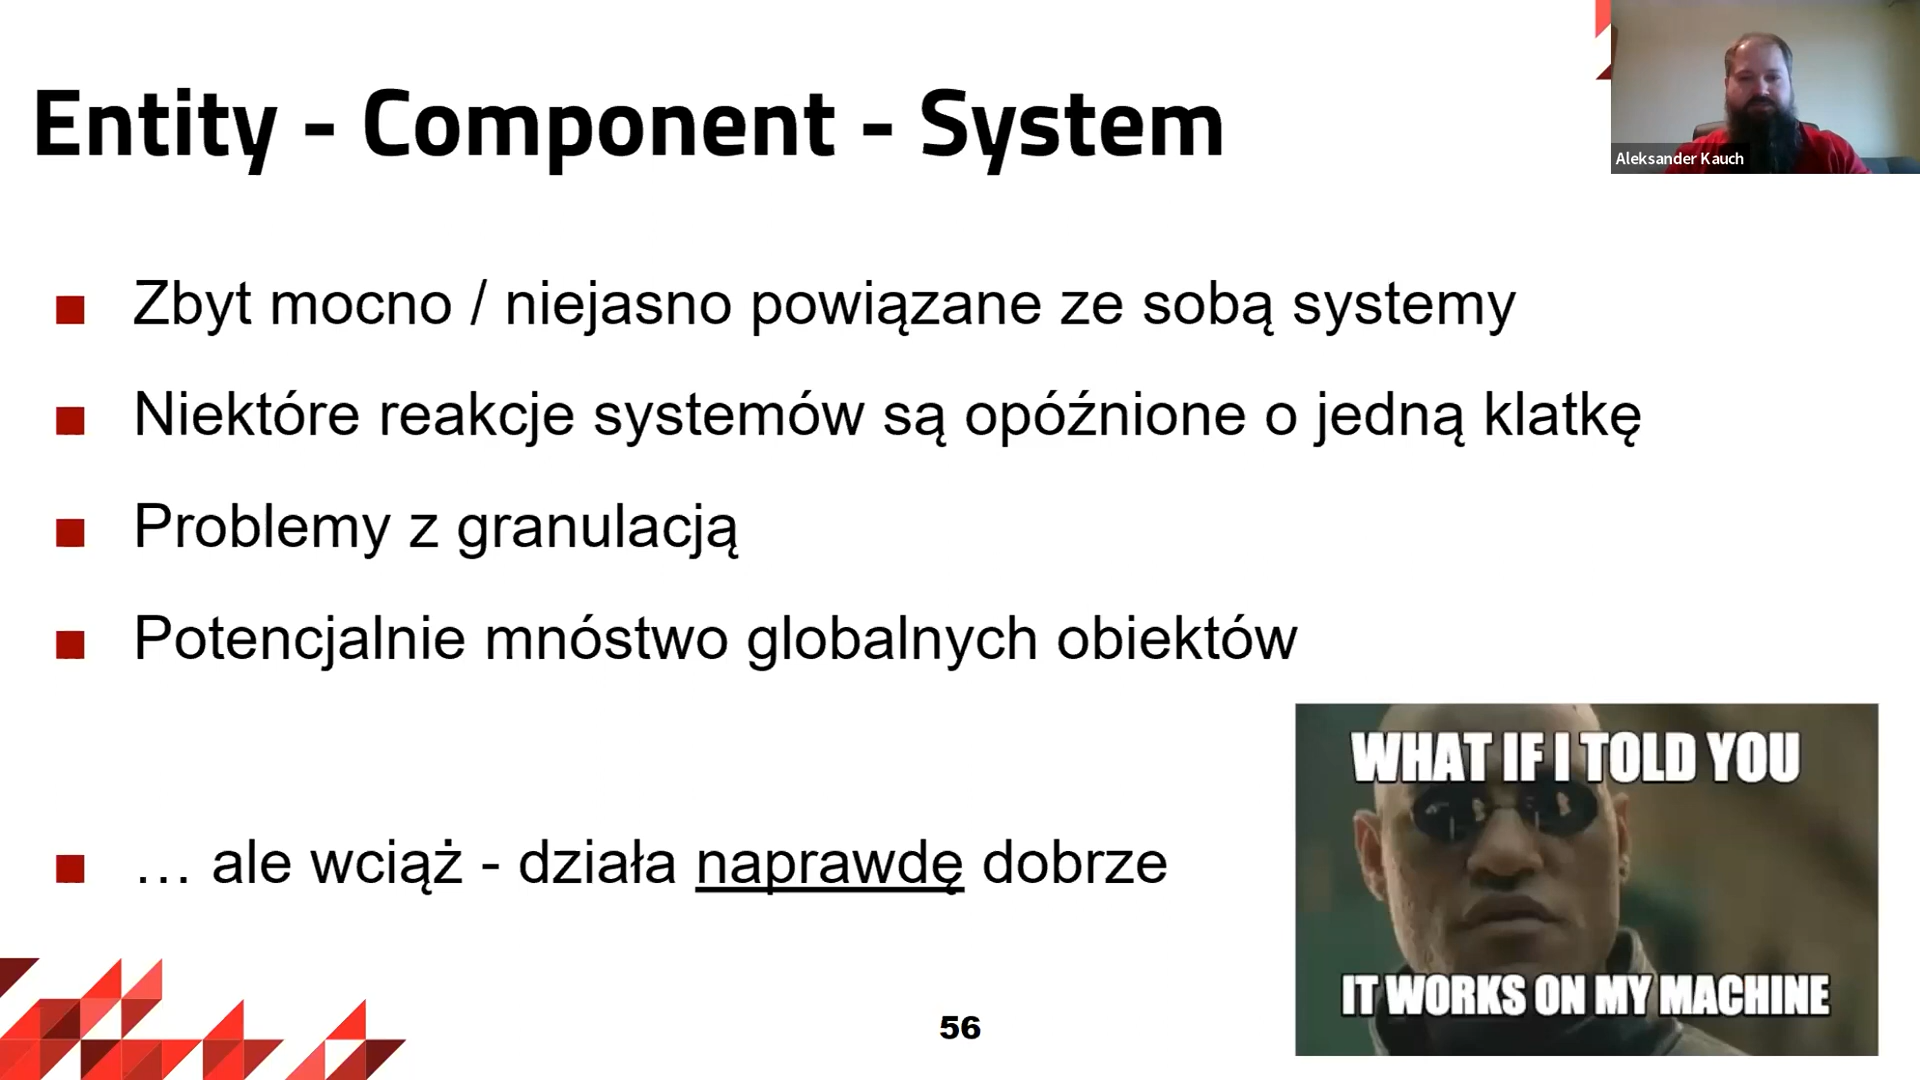 Entity - Component - System
Aleksander Kauch
Zbyt mocno / niejasno powiązane ze sobą systemy
Niektóre reakcje systemów są opóźnione o jedną klatkę
Problemy z granulacją
Potencjalnie mnóstwo globalnych obiektów
… ale wciąż - działa naprawdę dobrze
WHAT IF I TOLD YOU
IT WORKS ON MY MACHINE
56